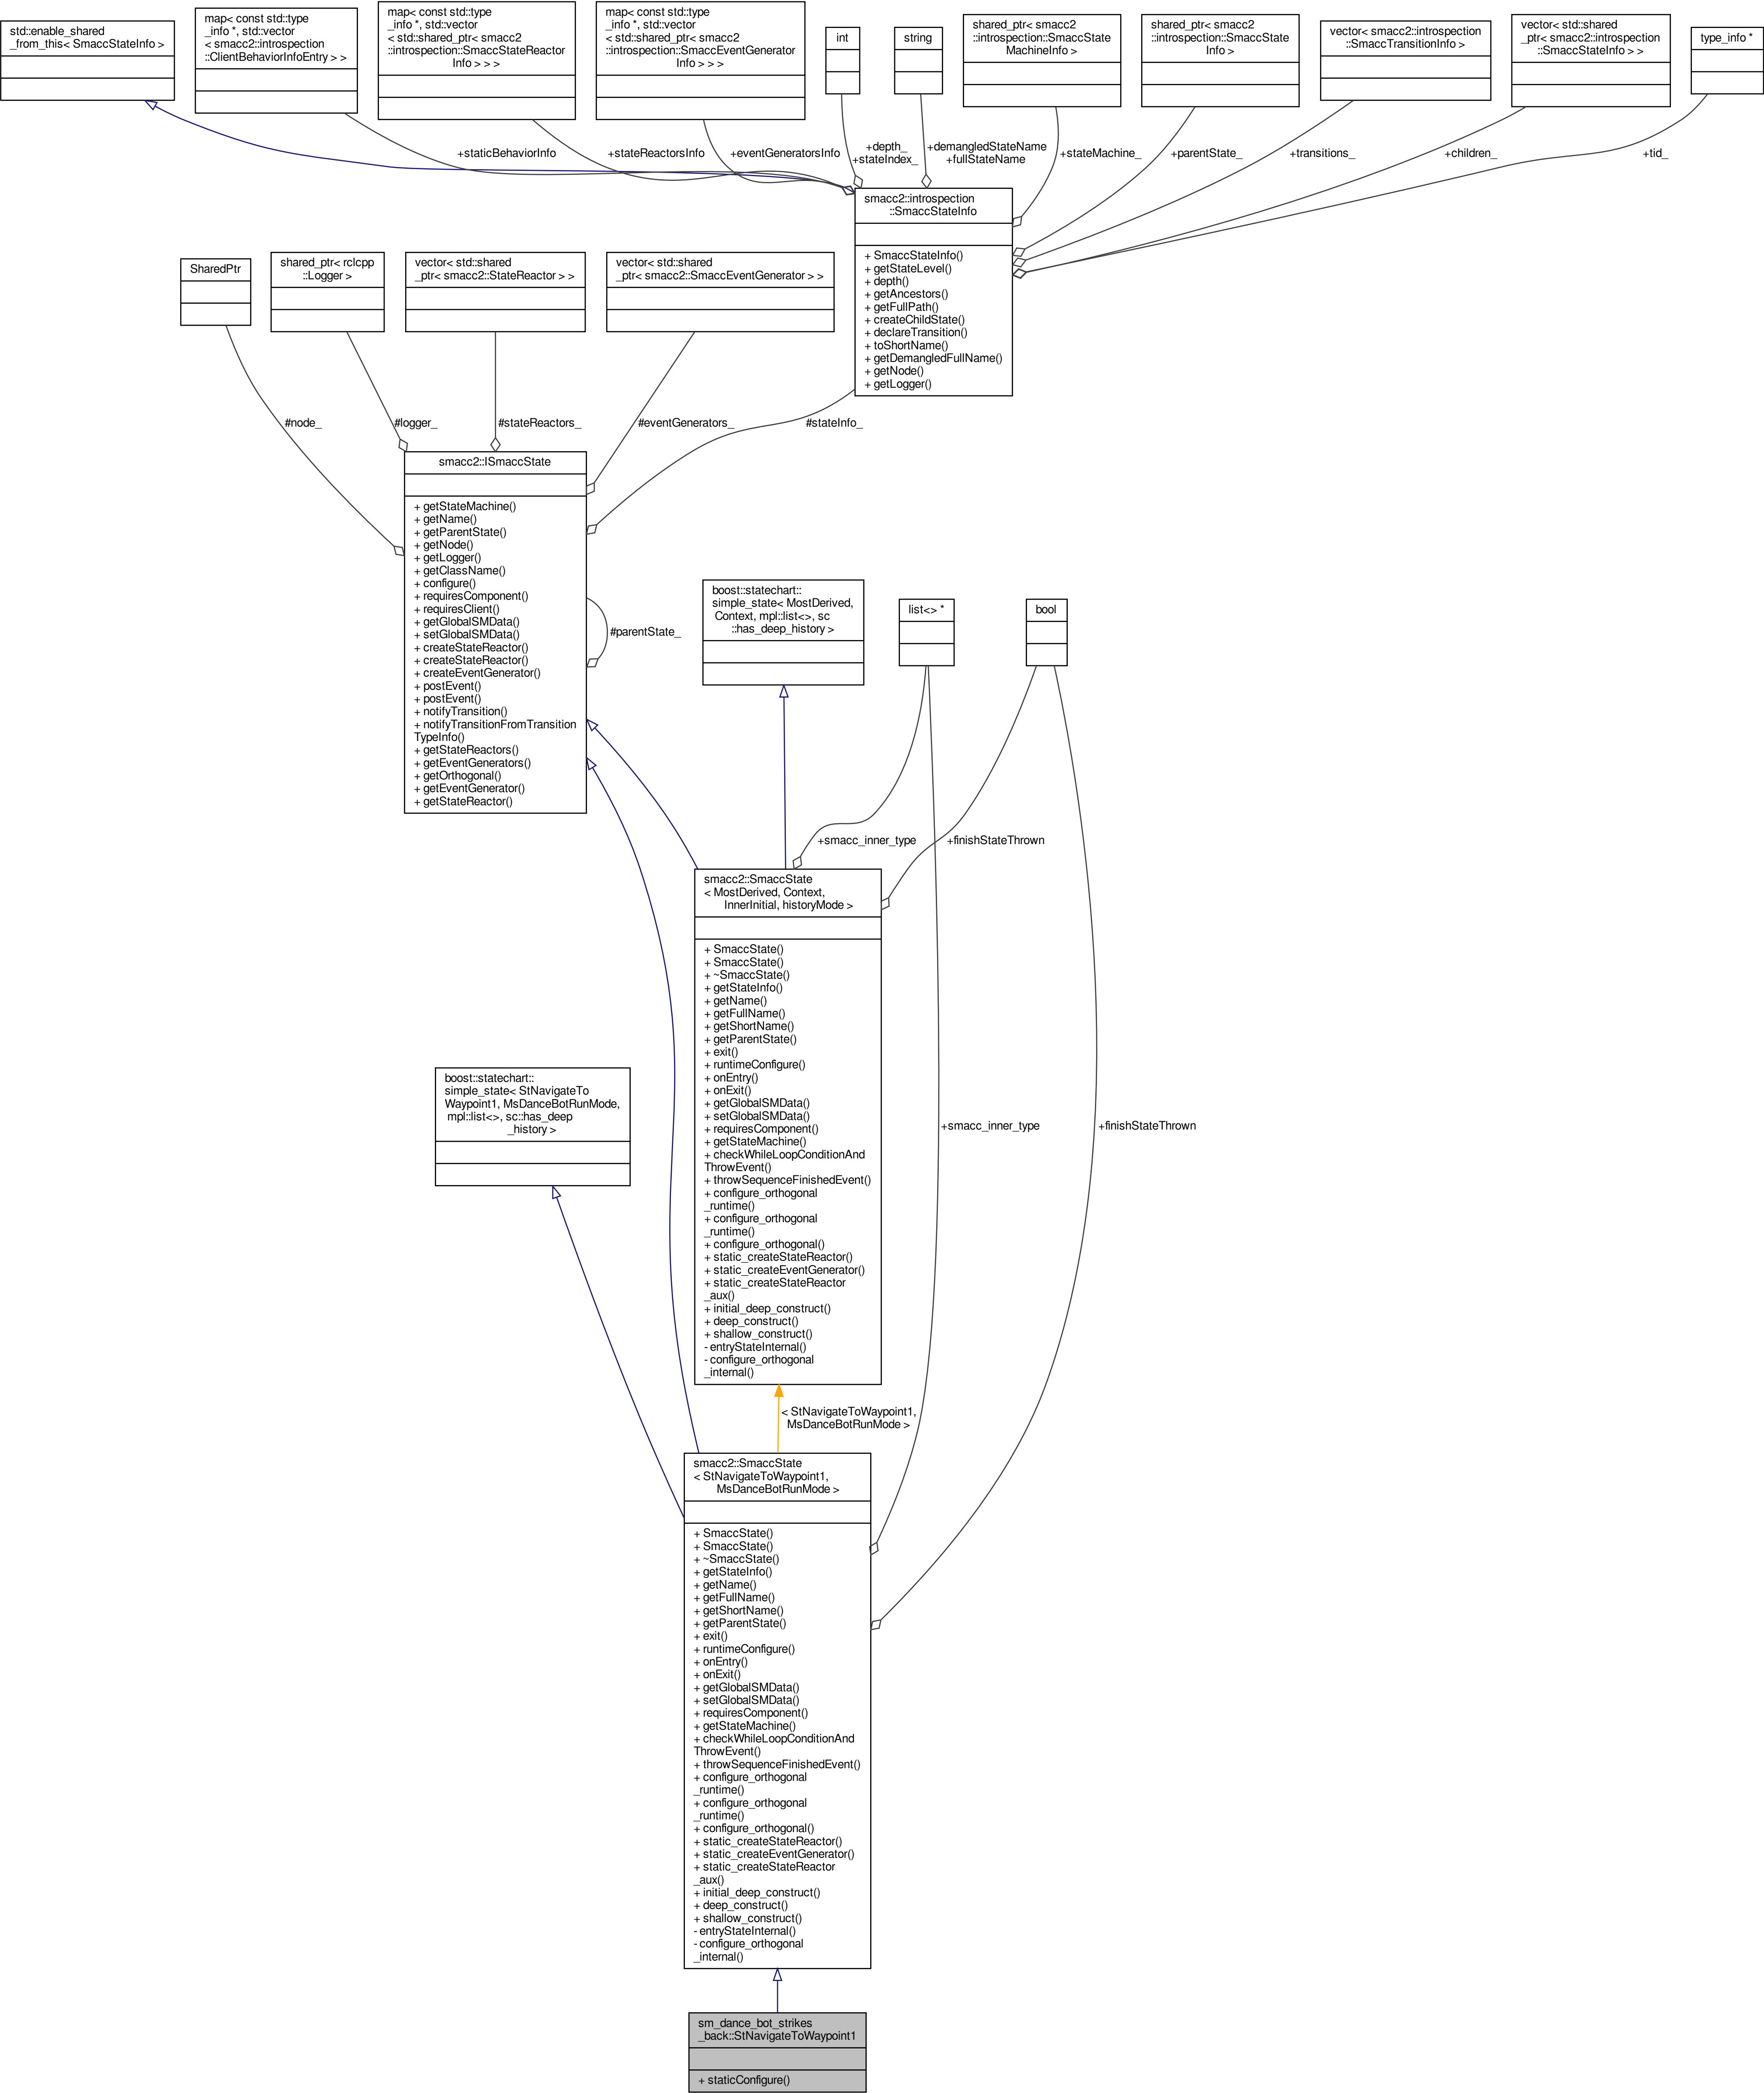 std::enable_shared
_from_this< SmaccStateInfo >
map< const std::type
_info *, std::vector
< smacc2::introspection
::ClientBehaviorInfoEntry > >
map< const std::type
_info *, std::vector
< std::shared_ptr< smacc2
::introspection::SmaccStateReactor
Info > > >
map< const std::type
_info *, std::vector
< std::shared_ptr< smacc2
::introspection::SmaccEventGenerator
Info > > >
int
string
shared_ptr< smacc2
::introspection::SmaccState
MachineInfo >
shared_ptr< smacc2
::introspection::SmaccState
Info >
vector< smacc2::introspection
::SmaccTransitionInfo >
vector< std::shared
_ptr< smacc2::introspection
::SmaccStateInfo > >
type_info *
+staticBehaviorInfo
+stateReactorsInfo
+eventGeneratorsInfo
+depth_
+stateIndex_
+demangledStateName
+fullStateName
+stateMachine_
+parentState_
+transitions_
+children_
+tid_
smacc2::introspection
::SmaccStateInfo
+ SmaccStateInfo()
+ getStateLevel()
+ depth()
+ getAncestors()
+ getFullPath()
+ createChildState()
+ declareTransition()
+ toShortName()
+ getDemangledFullName()
+ getNode()
+ getLogger()
SharedPtr
shared_ptr< rclcpp
::Logger >
vector< std::shared
_ptr< smacc2::StateReactor > >
vector< std::shared
_ptr< smacc2::SmaccEventGenerator > >
#node_
#logger_
#stateReactors_
#eventGenerators_
#stateInfo_
smacc2::ISmaccState
+ getStateMachine()
+ getName()
+ getParentState()
+ getNode()
+ getLogger()
+ getClassName()
+ configure()
+ requiresComponent()
+ requiresClient()
+ getGlobalSMData()
+ setGlobalSMData()
+ createStateReactor()
+ createStateReactor()
+ createEventGenerator()
+ postEvent()
+ postEvent()
+ notifyTransition()
+ notifyTransitionFromTransition
TypeInfo()
+ getStateReactors()
+ getEventGenerators()
+ getOrthogonal()
+ getEventGenerator()
+ getStateReactor()
#parentState_
boost::statechart::
simple_state< MostDerived,
Context, mpl::list<>, sc
::has_deep_history >
list<> *
bool
+smacc_inner_type
+finishStateThrown
smacc2::SmaccState
< MostDerived, Context,
InnerInitial, historyMode >
+ SmaccState()
+ SmaccState()
+ ~SmaccState()
+ getStateInfo()
+ getName()
+ getFullName()
+ getShortName()
+ getParentState()
+ exit()
+ runtimeConfigure()
+ onEntry()
+ onExit()
+ getGlobalSMData()
+ setGlobalSMData()
+ requiresComponent()
+ getStateMachine()
+ checkWhileLoopConditionAnd
ThrowEvent()
+ throwSequenceFinishedEvent()
+ configure_orthogonal
_runtime()
+ configure_orthogonal
_runtime()
+ configure_orthogonal()
+ static_createStateReactor()
+ static_createEventGenerator()
+ static_createStateReactor
_aux()
+ initial_deep_construct()
+ deep_construct()
+ shallow_construct()
- entryStateInternal()
- configure_orthogonal
_internal()
boost::statechart::
simple_state< StNavigateTo
Waypoint1, MsDanceBotRunMode,
mpl::list<>, sc::has_deep
_history >
+smacc_inner_type
+finishStateThrown
< StNavigateToWaypoint1,
MsDanceBotRunMode >
smacc2::SmaccState
< StNavigateToWaypoint1,
MsDanceBotRunMode >
+ SmaccState()
+ SmaccState()
+ ~SmaccState()
+ getStateInfo()
+ getName()
+ getFullName()
+ getShortName()
+ getParentState()
+ exit()
+ runtimeConfigure()
+ onEntry()
+ onExit()
+ getGlobalSMData()
+ setGlobalSMData()
+ requiresComponent()
+ getStateMachine()
+ checkWhileLoopConditionAnd
ThrowEvent()
+ throwSequenceFinishedEvent()
+ configure_orthogonal
_runtime()
+ configure_orthogonal
_runtime()
+ configure_orthogonal()
+ static_createStateReactor()
+ static_createEventGenerator()
+ static_createStateReactor
_aux()
+ initial_deep_construct()
+ deep_construct()
+ shallow_construct()
- entryStateInternal()
- configure_orthogonal
_internal()
sm_dance_bot_strikes
_back::StNavigateToWaypoint1
+ staticConfigure()